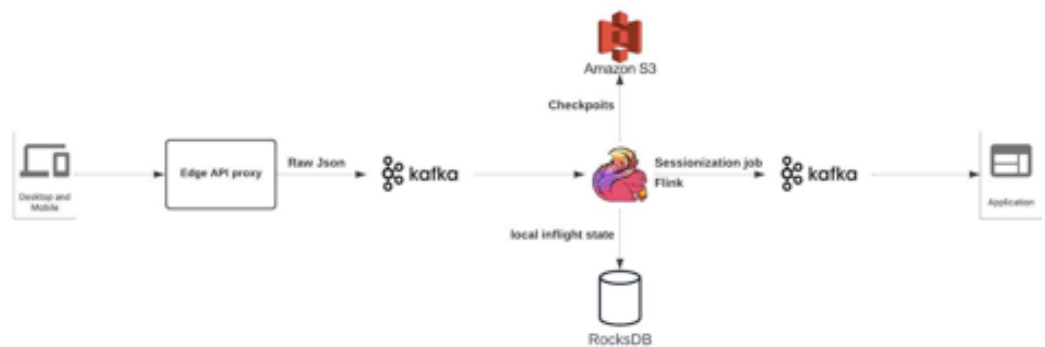 Amazon S3
Checkpoits
Desktop and
Mobile
Edge API proxy
Raw Json
kafka
Sessionization job
Flink
kafka
Application
local inflight state
RocksDB